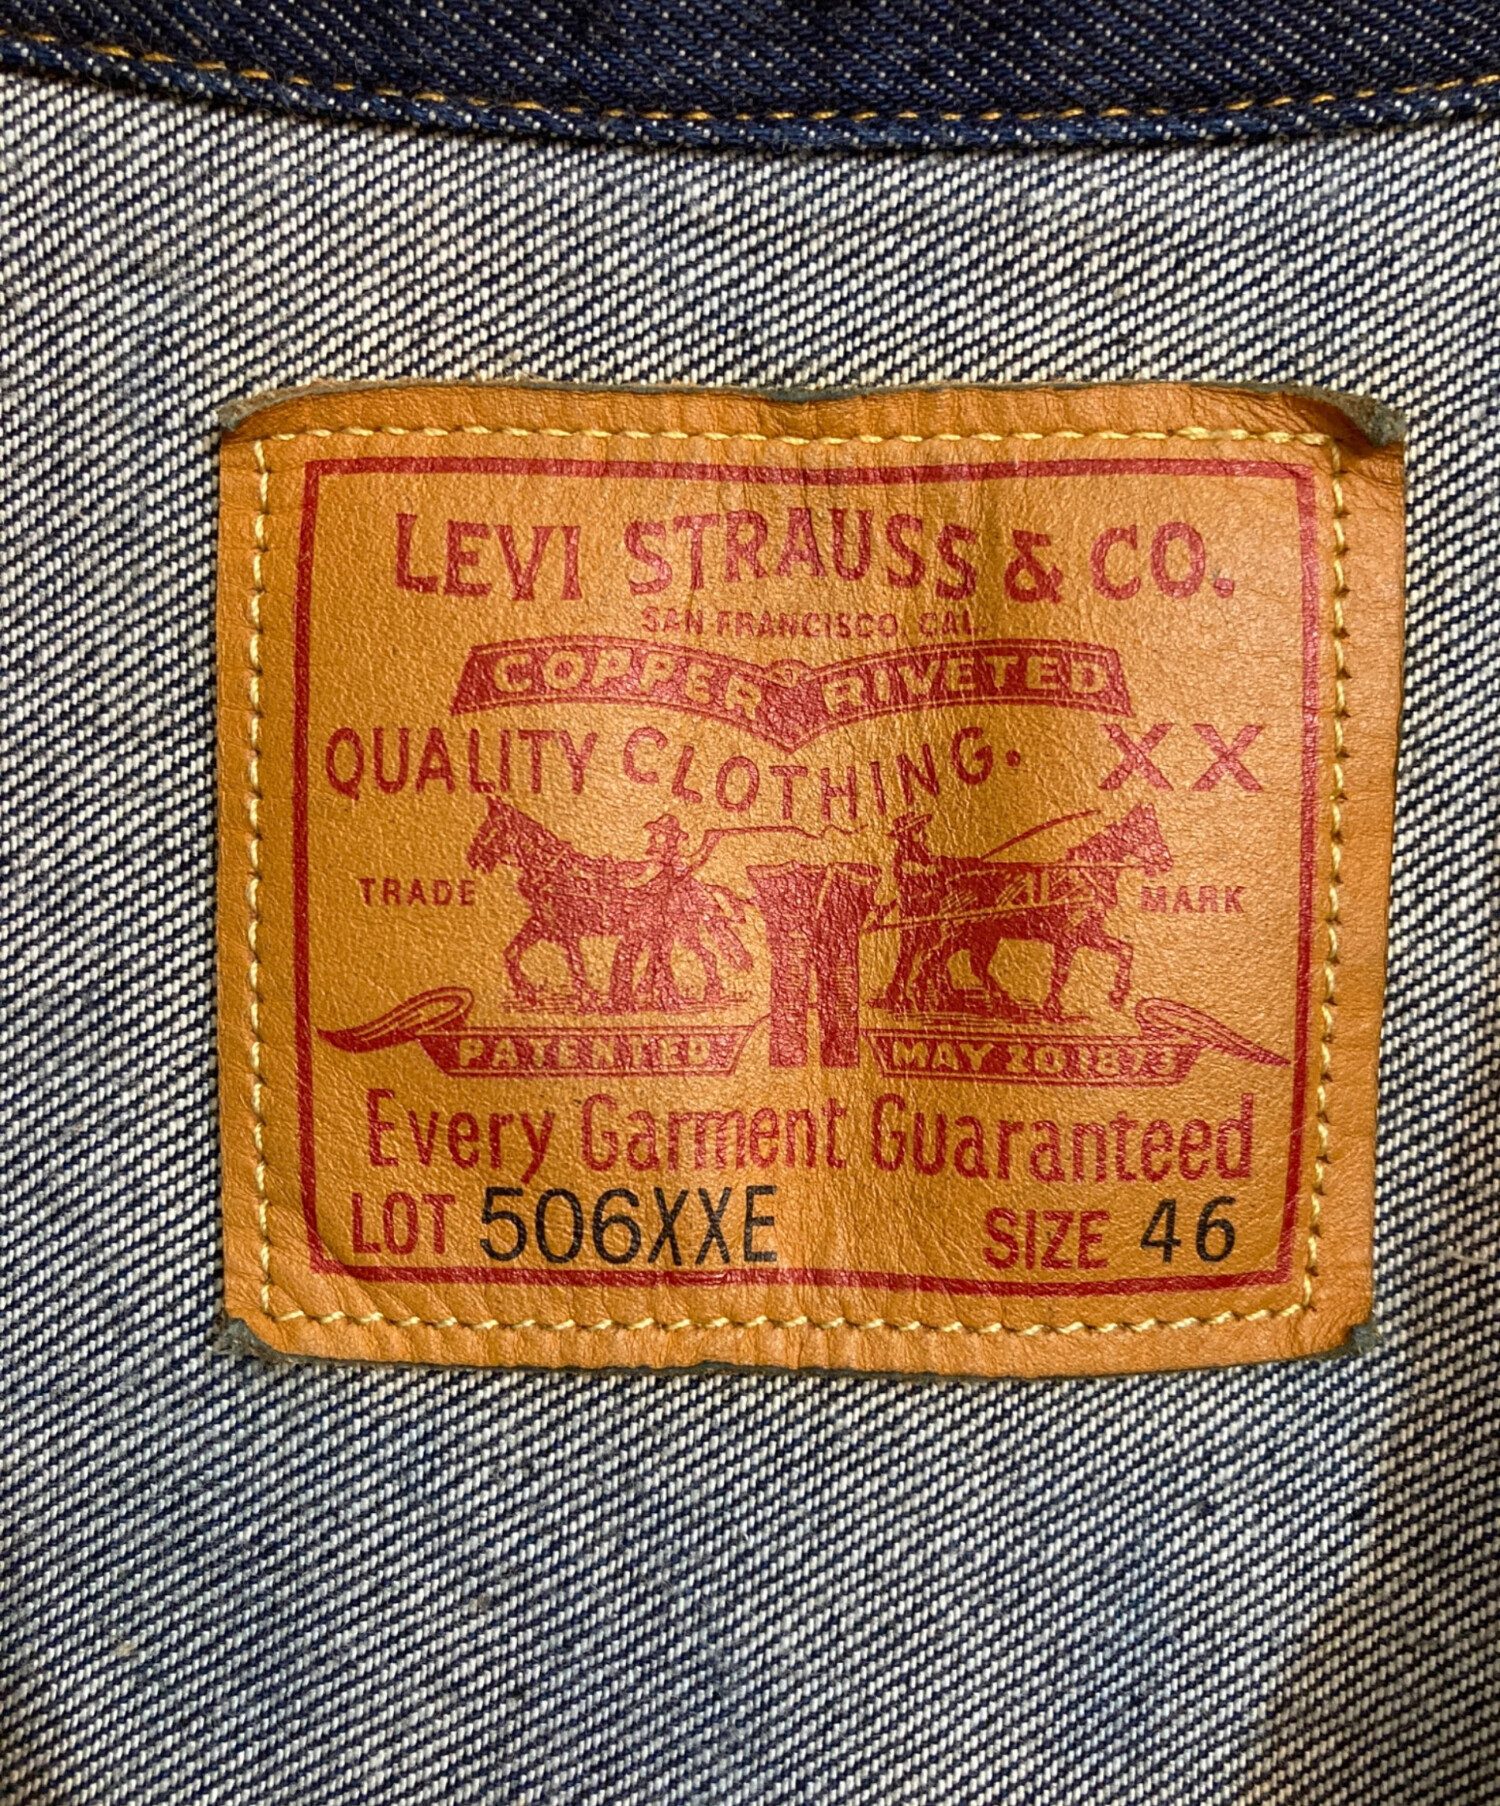 LEVI STRAUSS & CO.
SAN FRANCISCO, CAL.
COPPER RIVETED
QUALITY CLOTHING. XX
TRADE MARK
PATENTED MAY 20 1873
Every Garment Guaranteed
LOT 506XXE SIZE 46